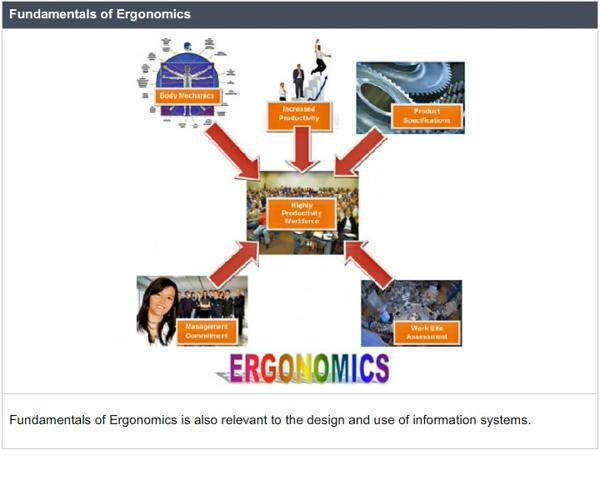 Fundamentals of Ergonomics
Body Mechanics
Increased
Productivity
Product
Specifications
Highly
Productivity
Workforce
Management
Commitment
Work Site
Assessment
ERGONOMICS
Fundamentals of Ergonomics is also relevant to the design and use of information systems.